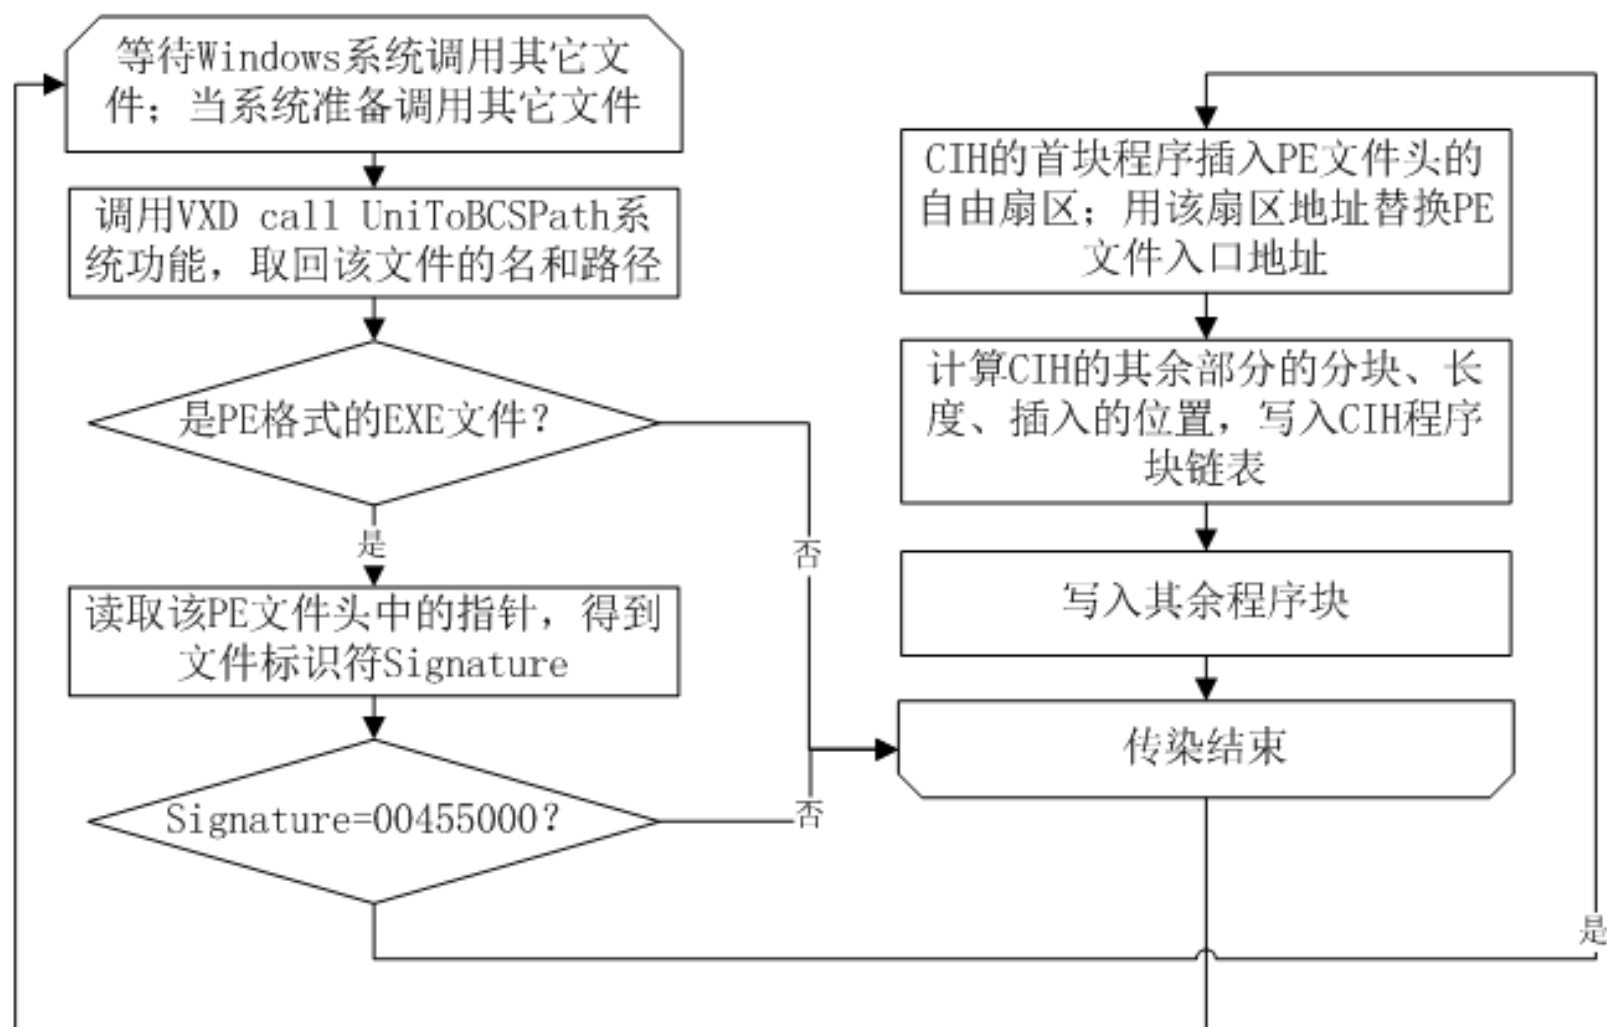 等待Windows系统调用其它文
件；当系统准备调用其它文件
调用VXD call UniToBCSPath系
统功能，取回该文件的名和路径
是PE格式的EXE文件？
是
否
读取该PE文件头中的指针，得到
文件标识符Signature
Signature=00455000？
否
是
CIH的首块程序插入PE文件头的
自由扇区；用该扇区地址替换PE
文件入口地址
计算CIH的其余部分的分块、长
度、插入的位置，写入CIH程序
块链表
写入其余程序块
传染结束